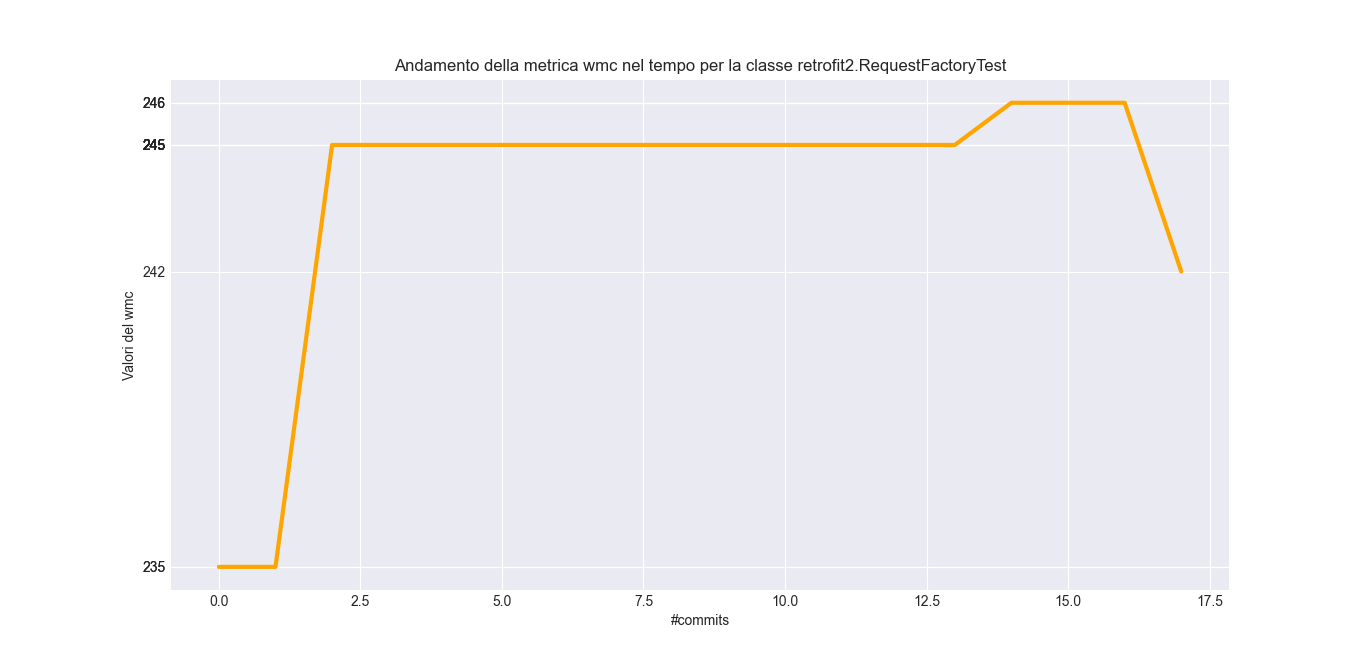 Andamento della metrica wmc nel tempo per la classe retrofit2.RequestFactoryTest
246
245
242
235
Valori del wmc
0.0 2.5 5.0 7.5 10.0 12.5 15.0 17.5
#commits